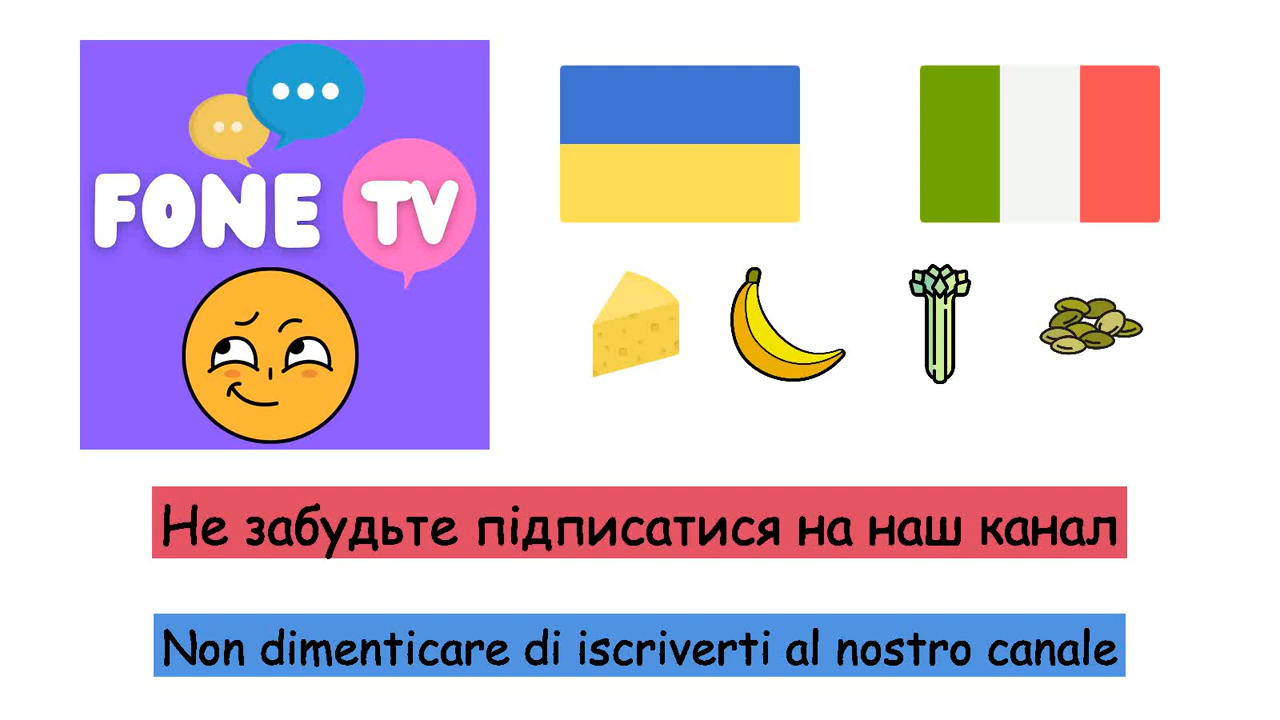 FONE TV
Не забудьте підписатися на наш канал
Non dimenticare di iscriverti al nostro canale